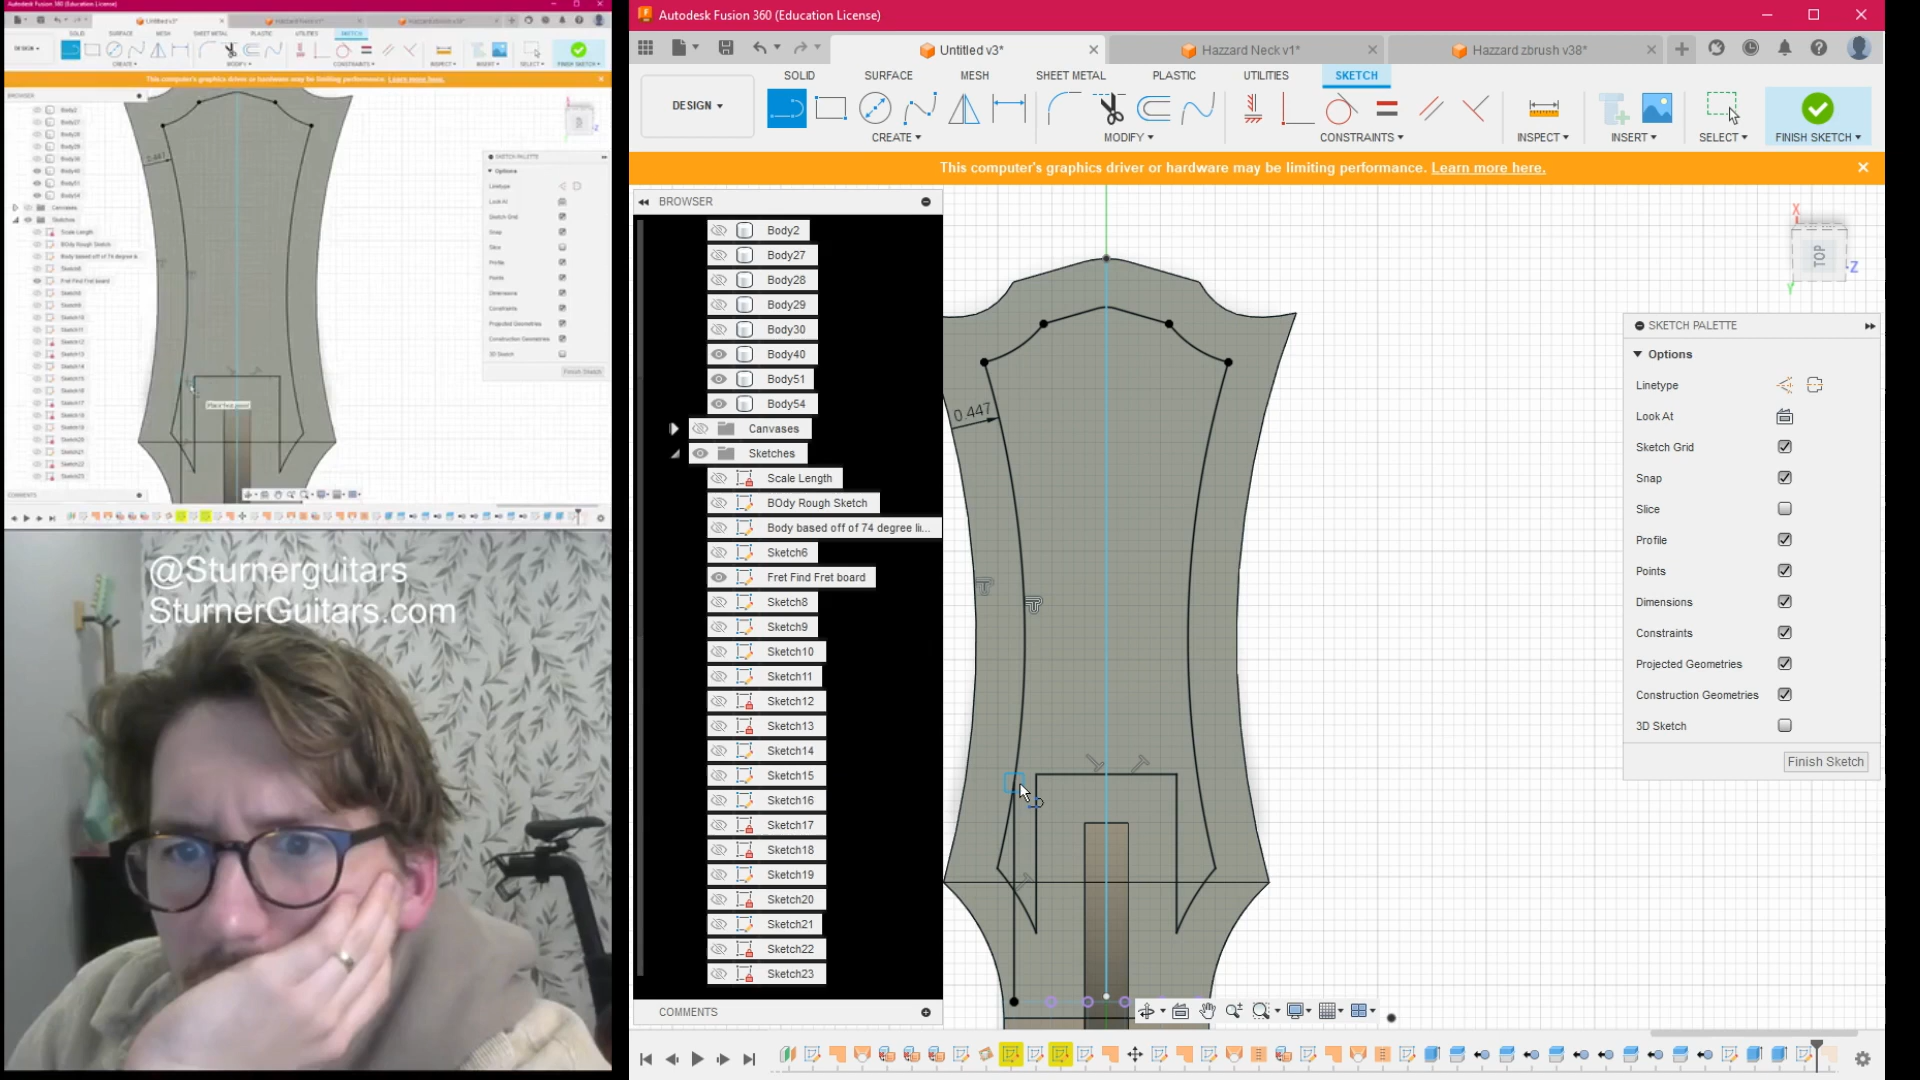 Autodesk Fusion 360 (Education License)
Untitled v3*
Hazzard Neck v1*
Hazzard zbrush v38*
SOLID SURFACE MESH SHEET METAL PLASTIC UTILITIES SKETCH
DESIGN
CREATE MODIFY CONSTRAINTS INSPECT INSERT SELECT FINISH SKETCH
This computer's graphics driver or hardware may be limiting performance. Learn more here.
BROWSER
Body2
Body27
Body28
Body29
Body30
Body40
Body51
Body54
Canvases
Sketches
Scale Length
BOdy Rough Sketch
Body based off of 74 degree li...
Sketch6
Fret Find Fret board
Sketch8
Sketch9
Sketch10
Sketch11
Sketch12
Sketch13
Sketch14
Sketch15
Sketch16
Sketch17
Sketch18
Sketch19
Sketch20
Sketch21
Sketch22
Sketch23
COMMENTS
0.447
X
TOP
Z
Y
SKETCH PALETTE
Options
Linetype
Look At
Sketch Grid
Snap
Slice
Profile
Points
Dimensions
Constraints
Projected Geometries
Construction Geometries
3D Sketch
Finish Sketch
@Sturnerguitars
SturnerGuitars.com